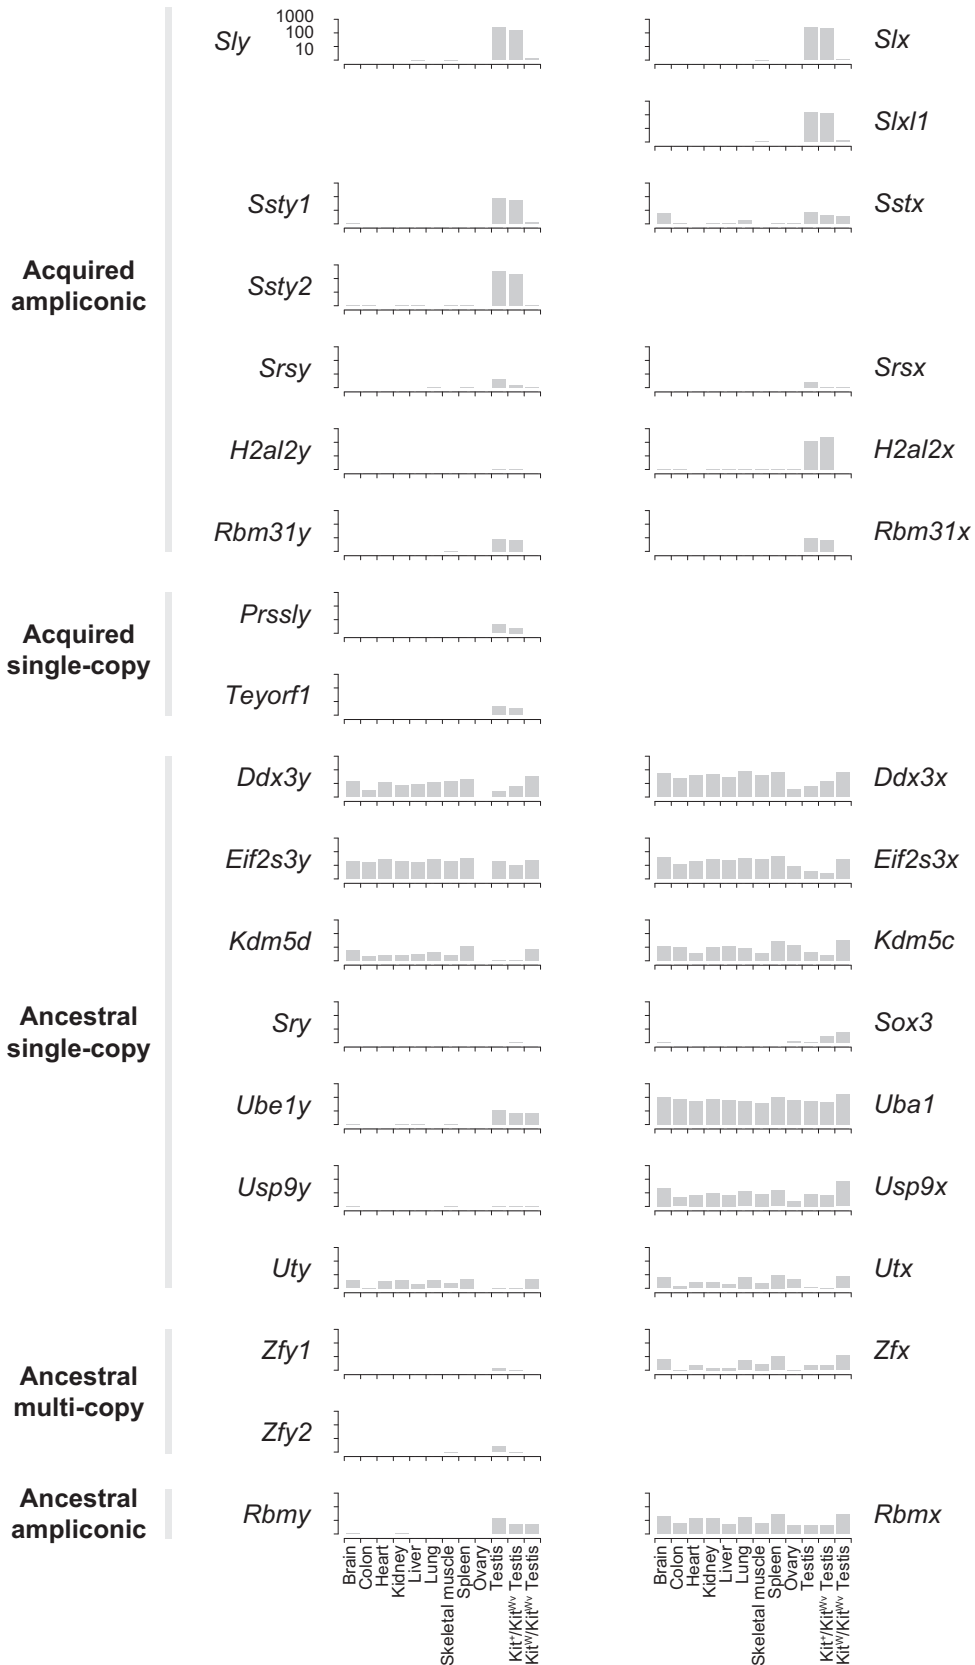 1000
100
10
Sly
Slx
Slxl1
Ssty1
Sstx
Acquired
ampliconic
Ssty2
Srsy
Srsx
H2al2y
H2al2x
Rbm31y
Rbm31x
Acquired
single-copy
Prssly
Teyorf1
Ddx3y
Ddx3x
Eif2s3y
Eif2s3x
Kdm5d
Kdm5c
Ancestral
single-copy
Sry
Sox3
Ube1y
Uba1
Usp9y
Usp9x
Uty
Utx
Ancestral
multi-copy
Zfy1
Zfx
Zfy2
Ancestral
ampliconic
Rbmy
Rbmx
Brain
Colon
Heart
Kidney
Liver
Lung
Skeletal muscle
Spleen
Ovary
Testis
Kit⁺/Kitᵂᵛ Testis
Kitᵂ/Kitᵂᵛ Testis
Brain
Colon
Heart
Kidney
Liver
Lung
Skeletal muscle
Spleen
Ovary
Testis
Kit⁺/Kitᵂᵛ Testis
Kitᵂ/Kitᵂᵛ Testis